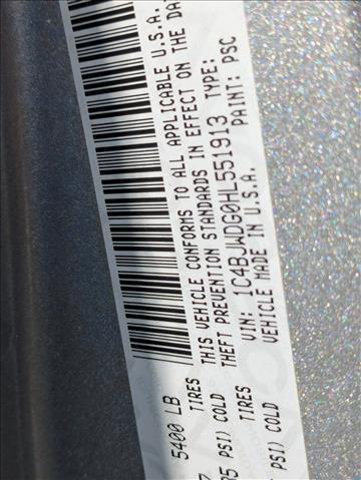 5400 LB
TIRES
THIS VEHICLE CONFORMS TO ALL APPLICABLE U.S.A.
THEFT PREVENTION STANDARDS IN EFFECT ON THE DA
PSI) COLD
TIRES
VIN: 1C4BJWDG0HL551913 TYPE:
VEHICLE MADE IN U.S.A. PAINT: PSC
PSI) COLD